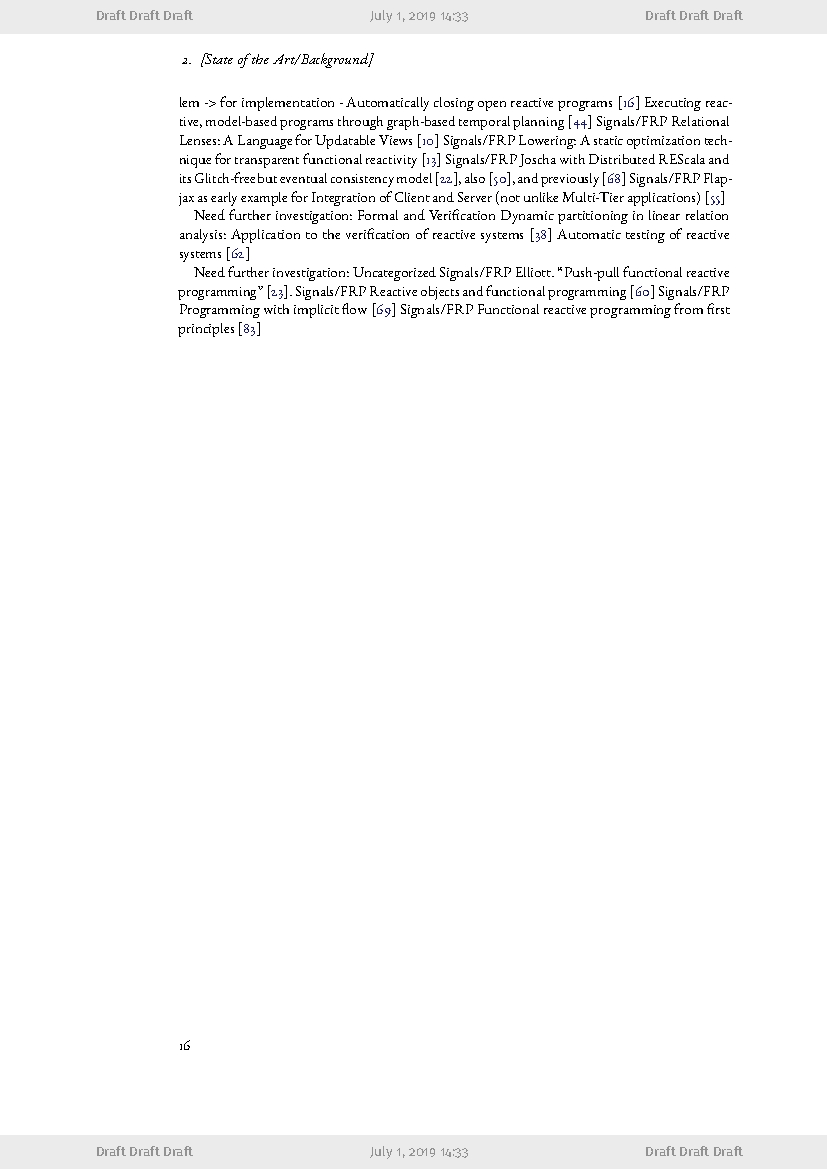 Draft Draft Draft July 1, 2019 14:33 Draft Draft Draft
2. [State of the Art/Background]
lem -> for implementation - Automatically closing open reactive programs [16] Executing reac-
tive, model-based programs through graph-based temporal planning [44] Signals/FRP Relational
Lenses: A Language for Updatable Views [10] Signals/FRP Lowering: A static optimization tech-
nique for transparent functional reactivity [13] Signals/FRP Joscha with Distributed REScala and
its Glitch-free but eventual consistency model [22], also [50], and previously [68] Signals/FRP Flap-
jax as early example for Integration of Client and Server (not unlike Multi-Tier applications) [55]
Need further investigation: Formal and Verification Dynamic partitioning in linear relation
analysis: Application to the verification of reactive systems [38] Automatic testing of reactive
systems [62]
Need further investigation: Uncategorized Signals/FRP Elliott. “Push-pull functional reactive
programming” [23]. Signals/FRP Reactive objects and functional programming [60] Signals/FRP
Programming with implicit flow [69] Signals/FRP Functional reactive programming from first
principles [83]
16
Draft Draft Draft July 1, 2019 14:33 Draft Draft Draft